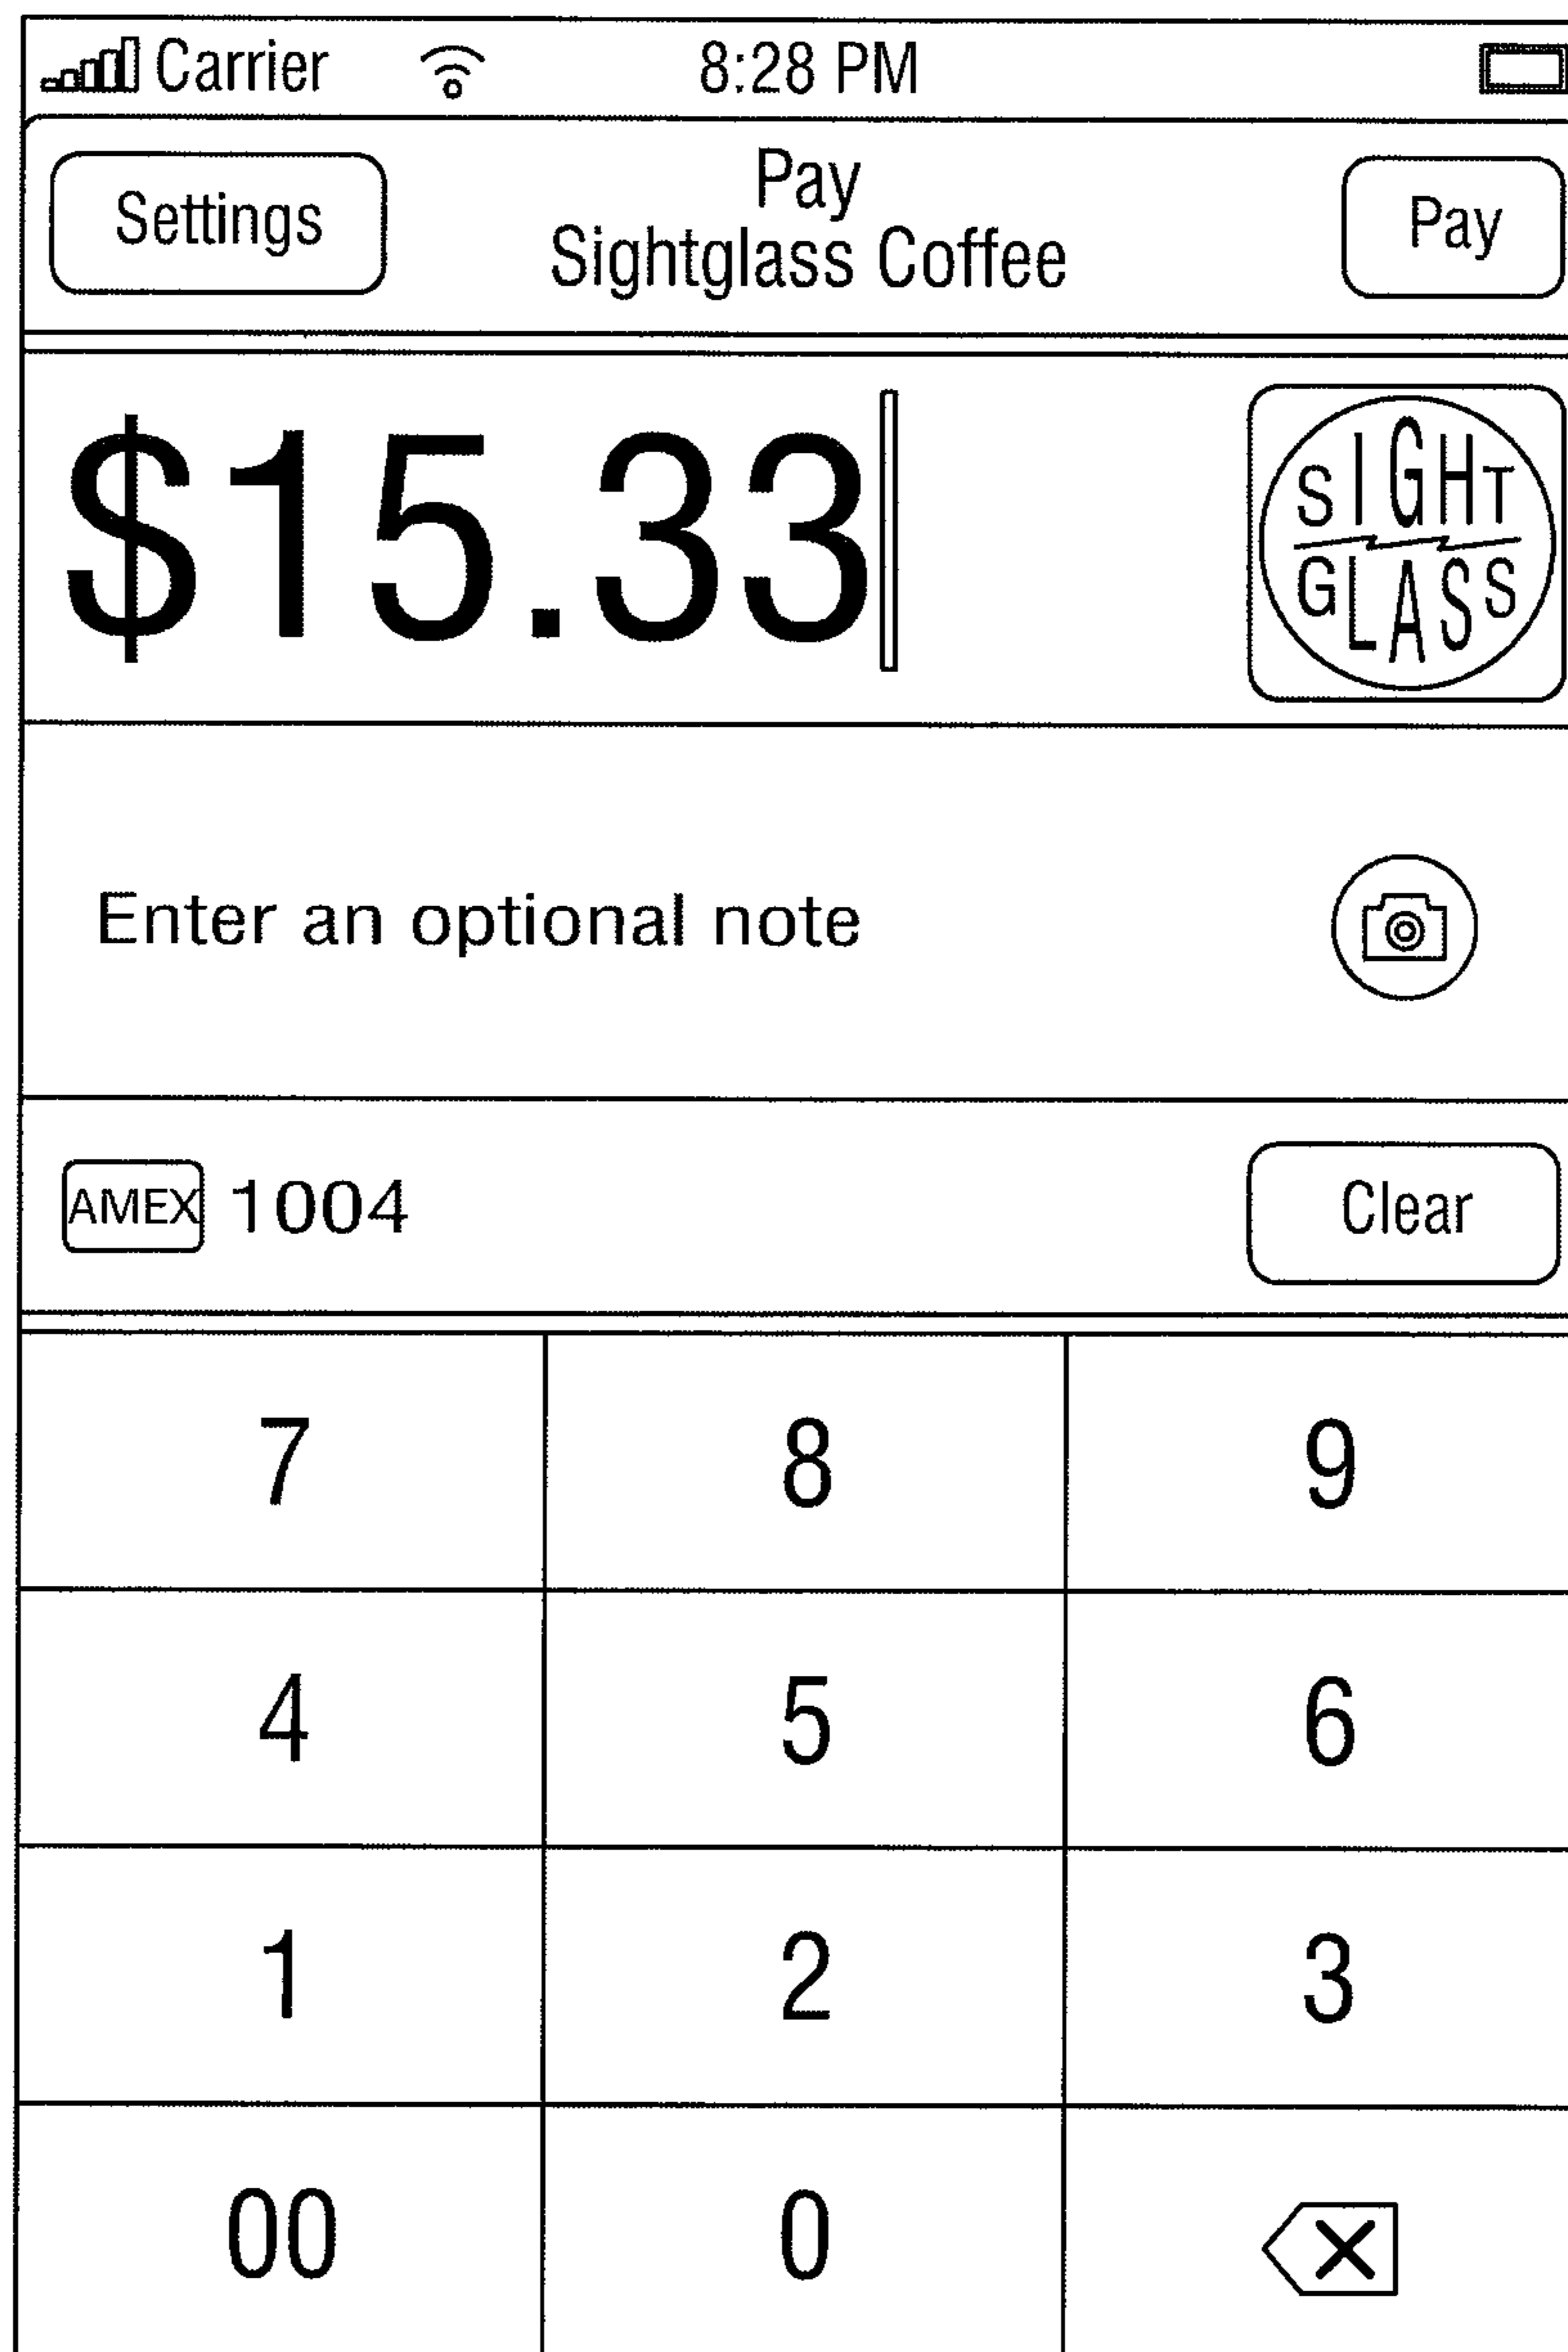 Carrier 8:28 PM
Settings
Pay
Sightglass Coffee
Pay
$15.33
SIGHT
GLASS
Enter an optional note
AMEX 1004
Clear
7 8 9
4 5 6
1 2 3
00 0